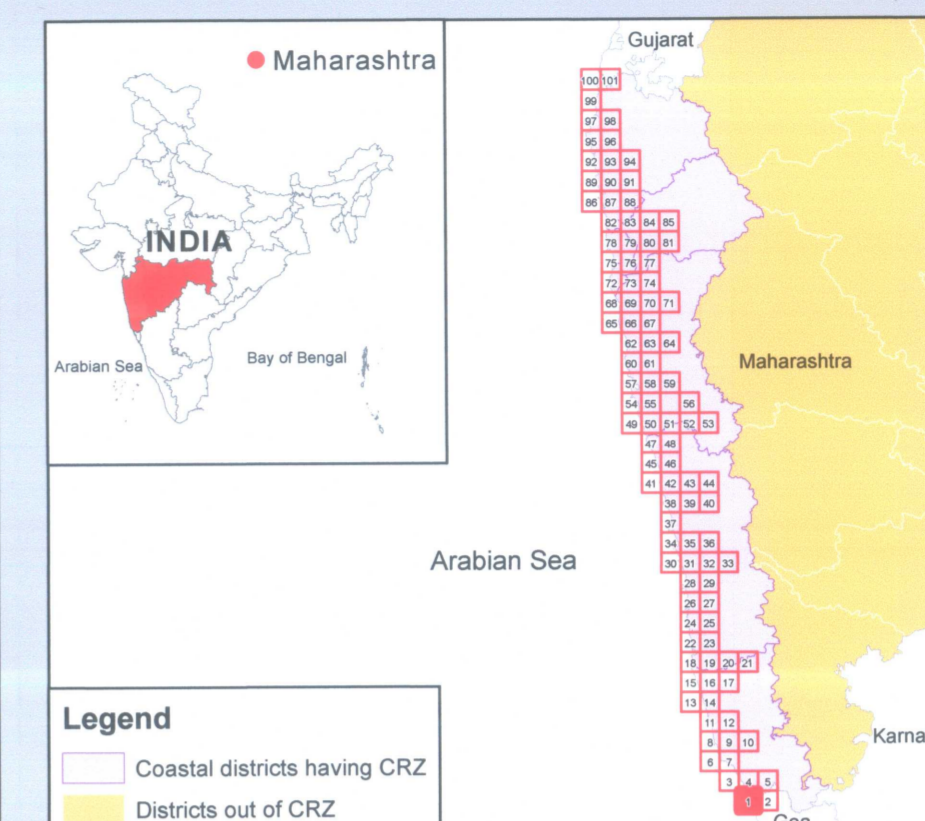 Maharashtra
INDIA
Arabian Sea
Bay of Bengal
Gujarat
100 101
99
97 98
95 96
92 93 94
89 90 91
86 87 88
82 83 84 85
78 79 80 81
75 76 77
72 73 74
68 69 70 71
65 66 67
62 63 64
60 61
Maharashtra
57 58 59
54 55 56
49 50 51 52 53
47 48
45 46
41 42 43 44
38 39 40
37
34 35 36
Arabian Sea
30 31 32 33
28 29
26 27
24 25
22 23
18 19 20 21
15 16 17
13 14
11 12
8 9 10
Karna
6 7
3 4 5
1 2
Goa
Legend
Coastal districts having CRZ
Districts out of CRZ